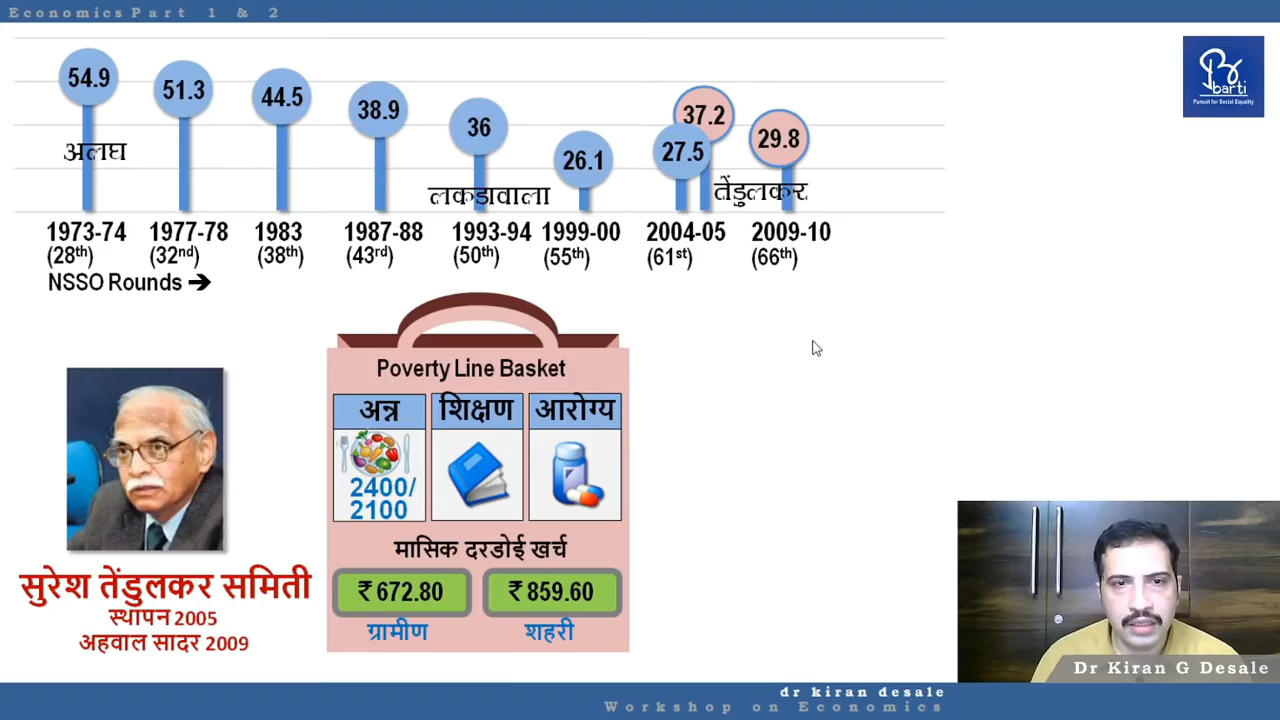 Economics Part 1 & 2
54.9
51.3
44.5
38.9
36
26.1
27.5
37.2
29.8
अलघ
लकडावाला
तेंडुलकर
1973-74
1977-78
1983
1987-88
1993-94
1999-00
2004-05
2009-10
(28th)
(32nd)
(38th)
(43rd)
(50th)
(55th)
(61st)
(66th)
NSSO Rounds ➔
barti
Pursuit for Social Equality
Poverty Line Basket
अन्न
शिक्षण
आरोग्य
2400/
2100
मासिक दरडोई खर्च
₹ 672.80
₹ 859.60
ग्रामीण
शहरी
सुरेश तेंडुलकर समिती
स्थापन 2005
अहवाल सादर 2009
Dr Kiran G Desale
dr kiran desale
Workshop on Economics